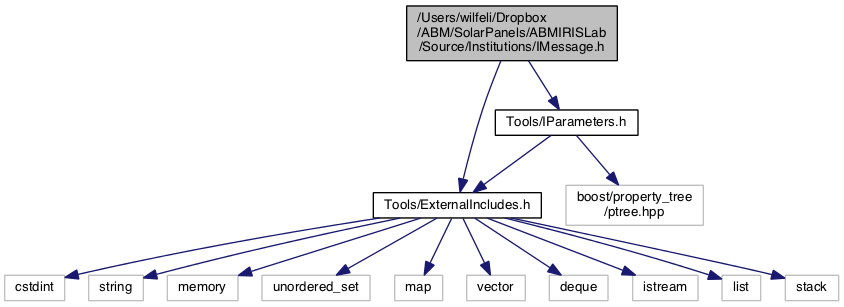 /Users/wilfeli/Dropbox
/ABM/SolarPanels/ABMIRISLab
/Source/Institutions/IMessage.h
Tools/IParameters.h
Tools/ExternalIncludes.h
boost/property_tree
/ptree.hpp
cstdint
string
memory
unordered_set
map
vector
deque
istream
list
stack